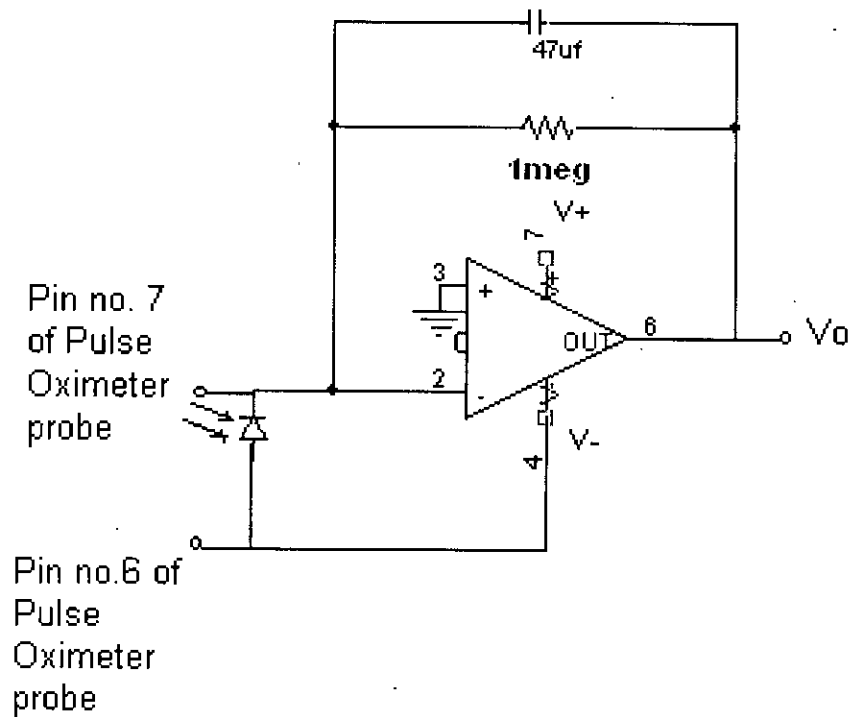 47uf
1meg
V+
7
3
+
Pin no. 7
of Pulse
Oximeter
probe
OUT
6
Vo
2
-
V-
4
Pin no.6 of
Pulse
Oximeter
probe